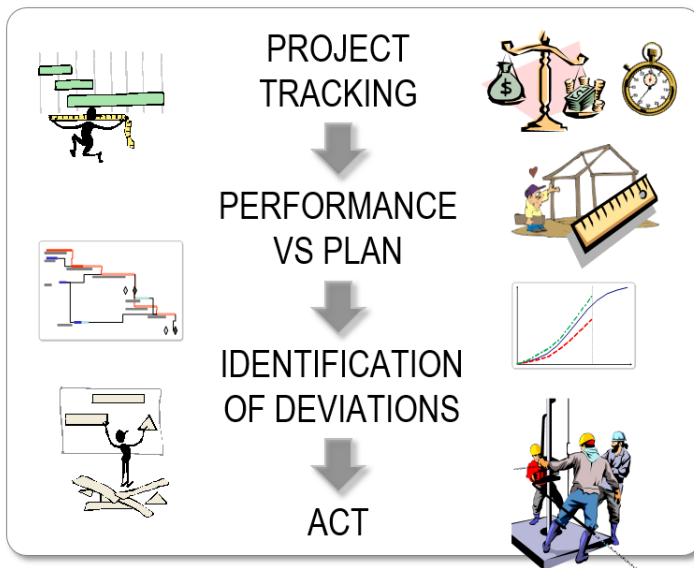 PROJECT
TRACKING
$
PERFORMANCE
VS PLAN
IDENTIFICATION
OF DEVIATIONS
ACT